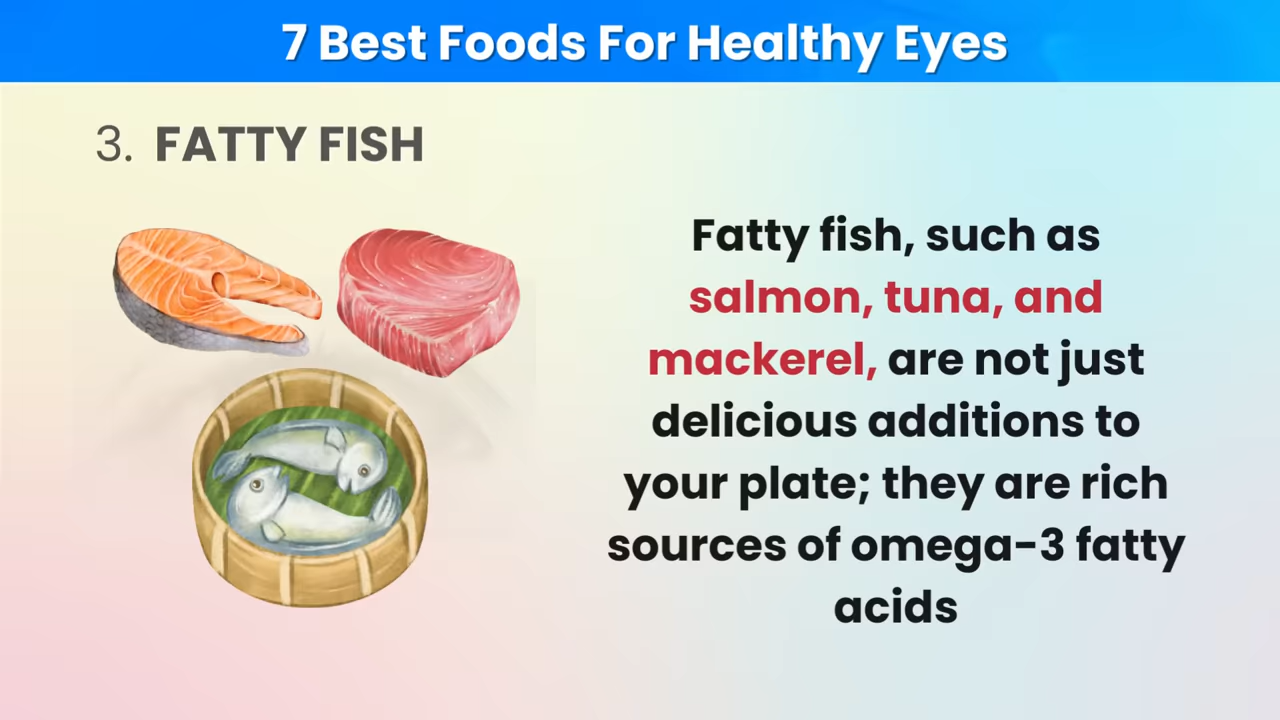 7 Best Foods For Healthy Eyes
3. FATTY FISH
Fatty fish, such as
salmon, tuna, and
mackerel, are not just
delicious additions to
your plate; they are rich
sources of omega-3 fatty
acids